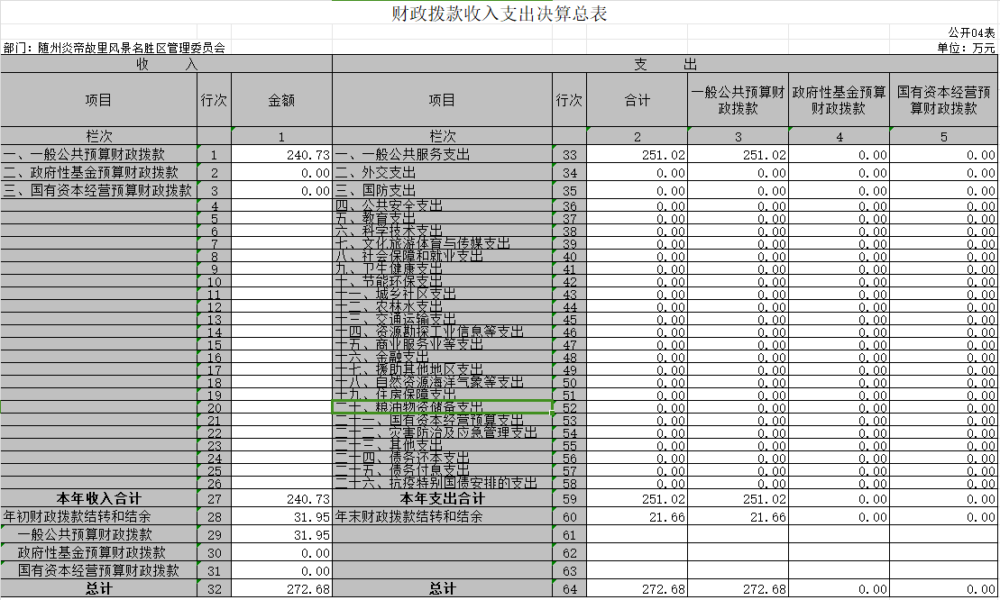 财政拨款收入支出决算总表
公开04表
部门：随州炎帝故里风景名胜区管理委员会 单位：万元
收 入 支 出
项目 行次 金额 项目 行次 合计 一般公共预算财政拨款 政府性基金预算财政拨款 国有资本经营预算财政拨款
栏次 1 栏次 2 3 4 5
一、一般公共预算财政拨款 1 240.73 一、一般公共服务支出 33 251.02 251.02 0.00 0.00
二、政府性基金预算财政拨款 2 0.00 二、外交支出 34 0.00 0.00 0.00 0.00
三、国有资本经营预算财政拨款 3 0.00 三、国防支出 35 0.00 0.00 0.00 0.00
4 四、公共安全支出 36 0.00 0.00 0.00 0.00
5 五、教育支出 37 0.00 0.00 0.00 0.00
6 六、科学技术支出 38 0.00 0.00 0.00 0.00
7 七、文化旅游体育与传媒支出 39 0.00 0.00 0.00 0.00
8 八、社会保障和就业支出 40 0.00 0.00 0.00 0.00
9 九、卫生健康支出 41 0.00 0.00 0.00 0.00
10 十、节能环保支出 42 0.00 0.00 0.00 0.00
11 十一、城乡社区支出 43 0.00 0.00 0.00 0.00
12 十二、农林水支出 44 0.00 0.00 0.00 0.00
13 十三、交通运输支出 45 0.00 0.00 0.00 0.00
14 十四、资源勘探工业信息等支出 46 0.00 0.00 0.00 0.00
15 十五、商业服务业等支出 47 0.00 0.00 0.00 0.00
16 十六、金融支出 48 0.00 0.00 0.00 0.00
17 十七、援助其他地区支出 49 0.00 0.00 0.00 0.00
18 十八、自然资源海洋气象等支出 50 0.00 0.00 0.00 0.00
19 十九、住房保障支出 51 0.00 0.00 0.00 0.00
20 二十、粮油物资储备支出 52 0.00 0.00 0.00 0.00
21 二十一、国有资本经营预算支出 53 0.00 0.00 0.00 0.00
22 二十二、灾害防治及应急管理支出 54 0.00 0.00 0.00 0.00
23 二十三、其他支出 55 0.00 0.00 0.00 0.00
24 二十四、债务还本支出 56 0.00 0.00 0.00 0.00
25 二十五、债务付息支出 57 0.00 0.00 0.00 0.00
26 二十六、抗疫特别国债安排的支出 58 0.00 0.00 0.00 0.00
本年收入合计 27 240.73 本年支出合计 59 251.02 251.02 0.00 0.00
年初财政拨款结转和结余 28 31.95 年末财政拨款结转和结余 60 21.66 21.66 0.00 0.00
一般公共预算财政拨款 29 31.95 61
政府性基金预算财政拨款 30 0.00 62
国有资本经营预算财政拨款 31 0.00 63
总计 32 272.68 总计 64 272.68 272.68 0.00 0.00